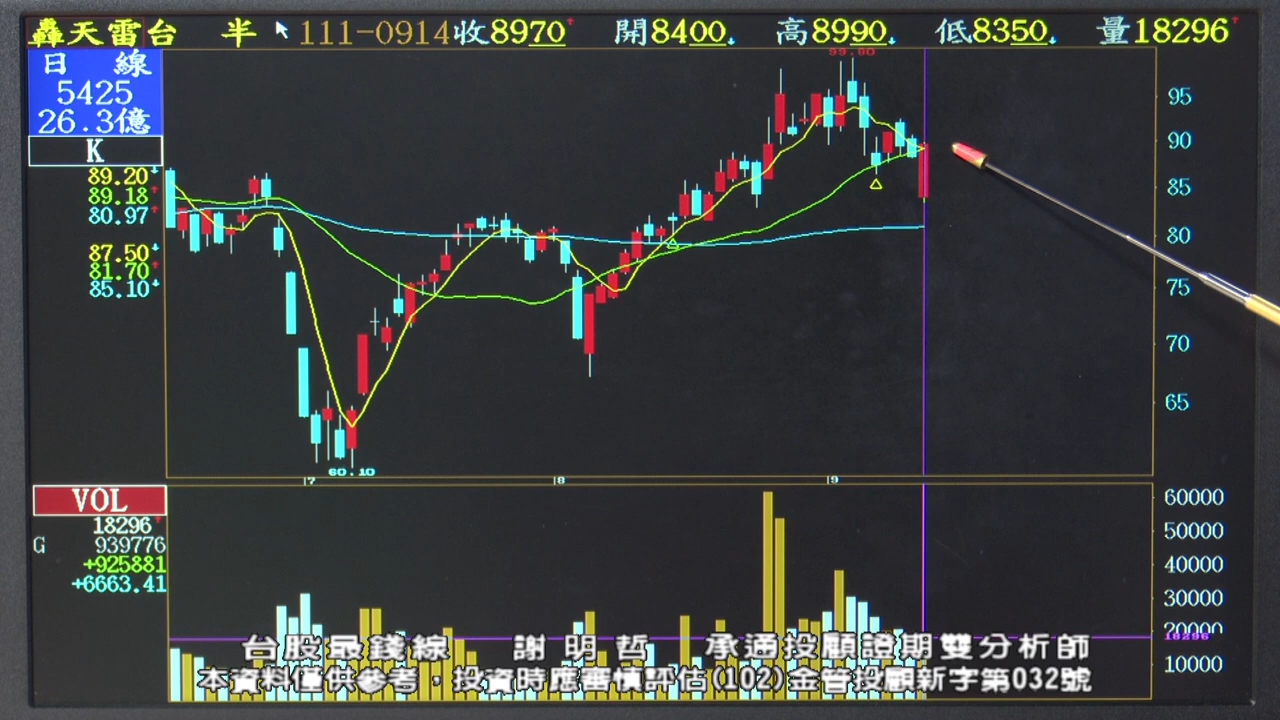 轟天雷台 半 111-0914 收8970 開8400 高8990 低8350 量18296
日 線
5425
26.3億
K
89.20
89.18
80.97
87.50
81.70
85.10
99.80
95
90
85
80
75
70
65
60.10
7 8 9
VOL
18296
G 939776
+925881
+6663.41
60000
50000
40000
30000
20000
18296
10000
台股最錢線 謝明哲 承通投顧證期雙分析師
本資料僅供參考，投資時應審慎評估(102)金管投顧新字第032號